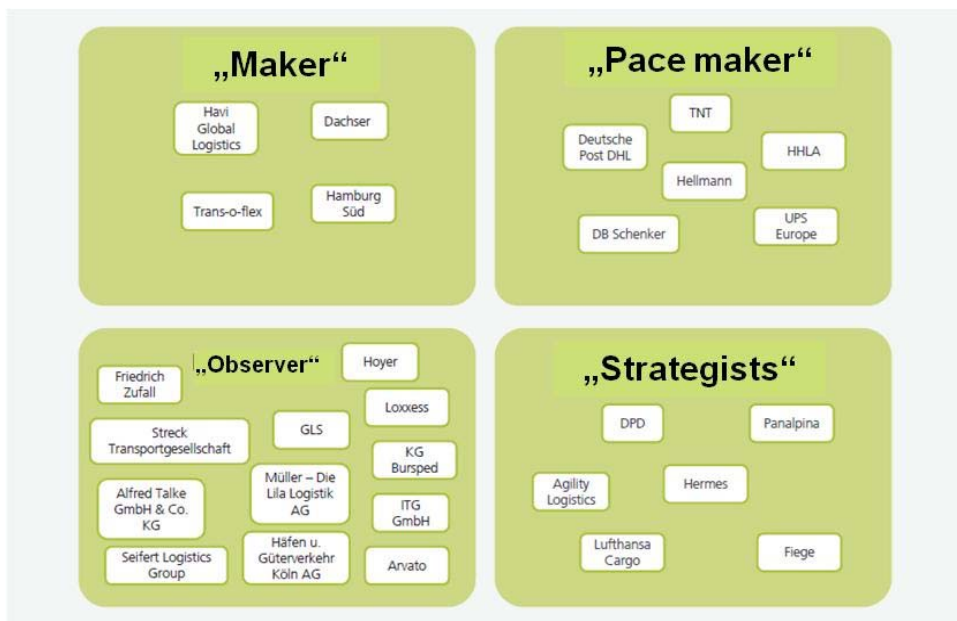 „Maker“
Havi
Global
Logistics
Dachser
Trans-o-flex
Hamburg
Süd
„Pace maker“
TNT
Deutsche
Post DHL
HHLA
Hellmann
DB Schenker
UPS
Europe
„Observer“
Hoyer
Friedrich
Zufall
Loxxess
GLS
Streck
Transportgesellschaft
KG
Bursped
Müller – Die
Lila Logistik
AG
Alfred Talke
GmbH & Co.
KG
ITG
GmbH
Häfen u.
Güterverkehr
Köln AG
Seifert Logistics
Group
Arvato
„Strategists“
DPD
Panalpina
Agility
Logistics
Hermes
Lufthansa
Cargo
Fiege